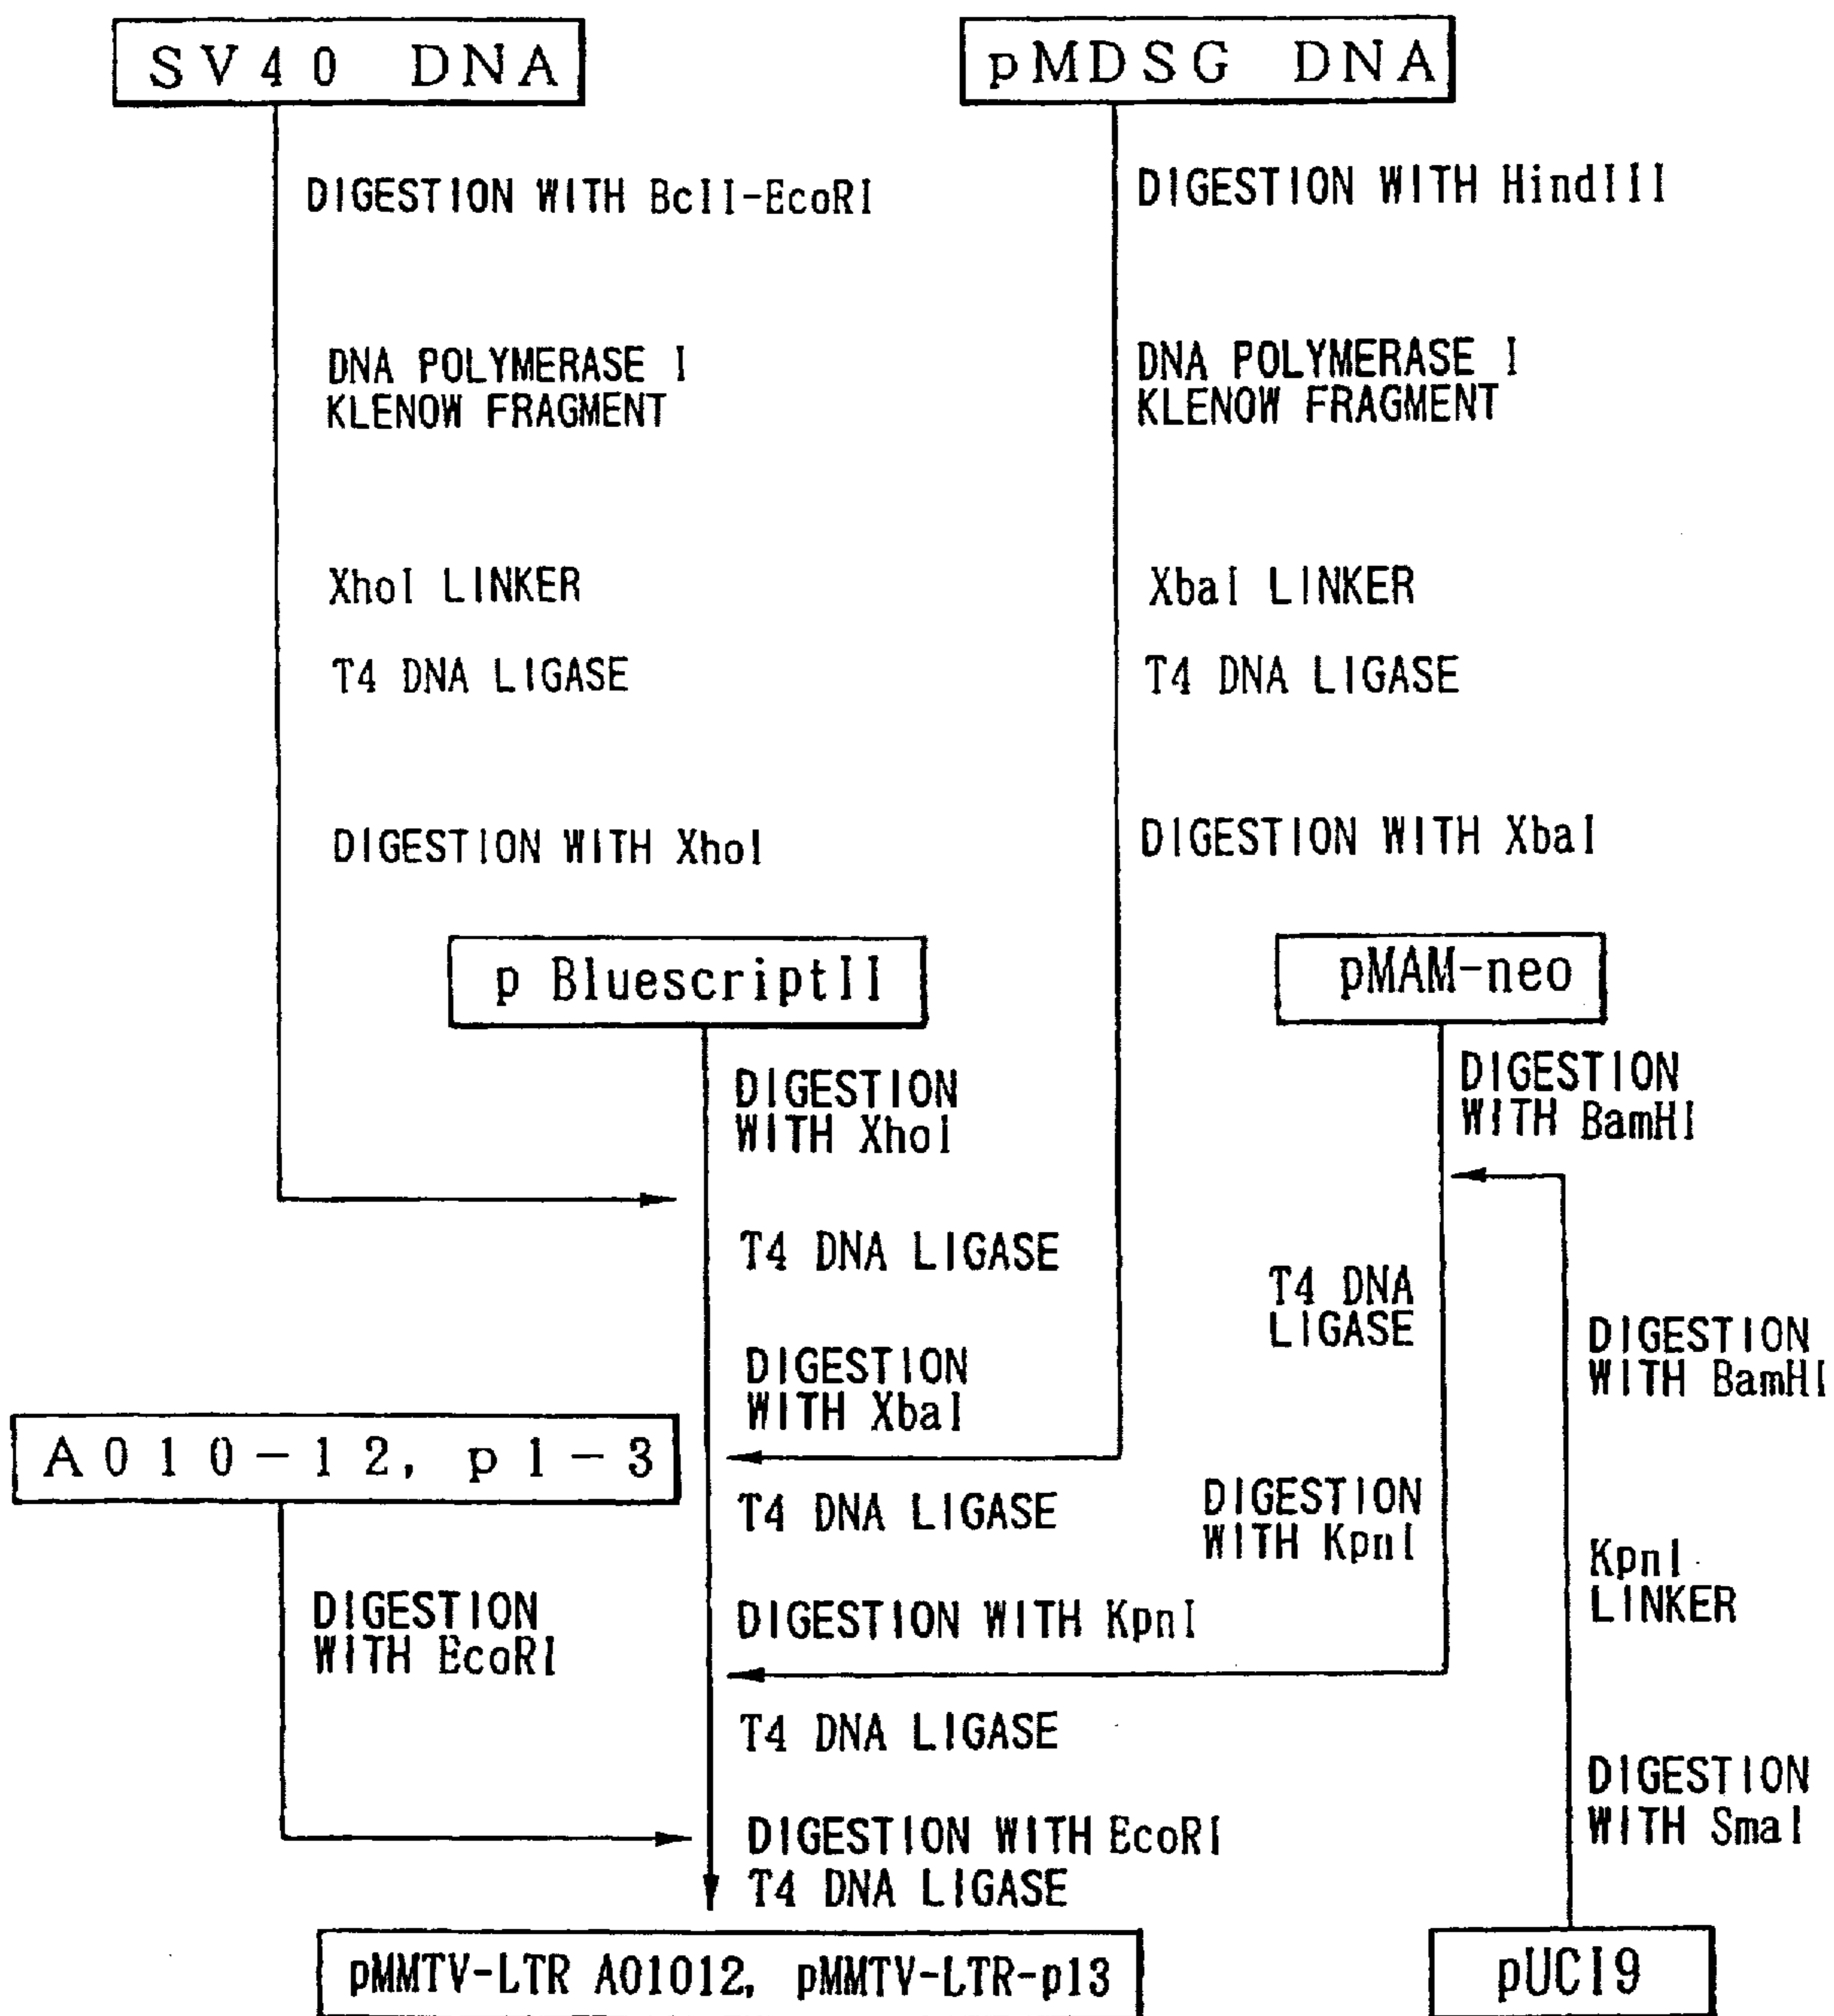 SV40 DNA
pMDSG DNA
DIGESTION WITH BclI-EcoRI
DIGESTION WITH HindIII
DNA POLYMERASE I
KLENOW FRAGMENT
DNA POLYMERASE I
KLENOW FRAGMENT
XhoI LINKER
XbaI LINKER
T4 DNA LIGASE
T4 DNA LIGASE
DIGESTION WITH XhoI
DIGESTION WITH XbaI
p BluescriptII
pMAM-neo
DIGESTION
WITH XhoI
DIGESTION
WITH BamHI
T4 DNA LIGASE
T4 DNA
LIGASE
DIGESTION
WITH BamHI
DIGESTION
WITH XbaI
A010-12, p1-3
T4 DNA LIGASE
DIGESTION
WITH KpnI
KpnI
LINKER
DIGESTION
WITH EcoRI
DIGESTION WITH KpnI
T4 DNA LIGASE
DIGESTION
WITH SmaI
DIGESTION WITH EcoRI
T4 DNA LIGASE
pMMTV-LTR A01012, pMMTV-LTR-p13
pUC19